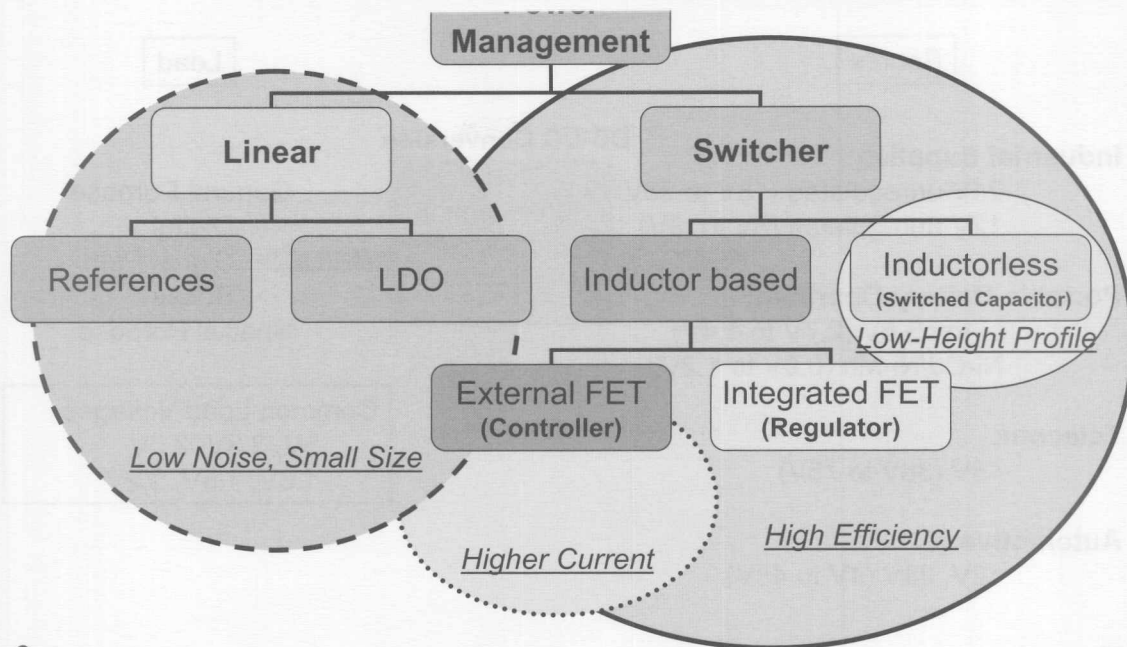 Power
Management
Linear
Switcher
References
LDO
Inductor based
Inductorless
(Switched Capacitor)
Low-Height Profile
External FET
(Controller)
Integrated FET
(Regulator)
Low Noise, Small Size
Higher Current
High Efficiency